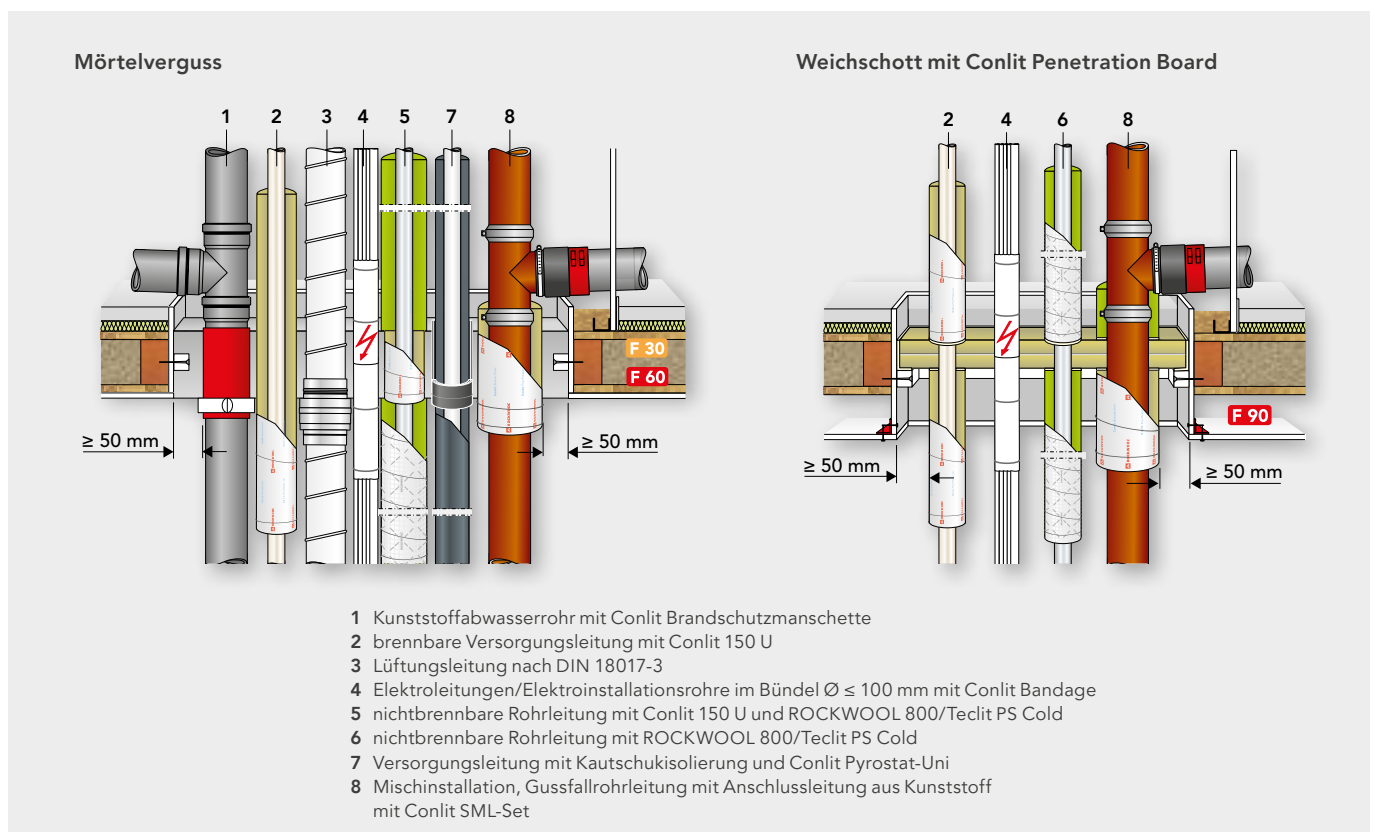 Mörtelverguss
1 2 3 4 5 7 8
F 30
F 60
≥ 50 mm
≥ 50 mm
Weichschott mit Conlit Penetration Board
2 4 6 8
F 90
≥ 50 mm
≥ 50 mm
1 Kunststoffabwasserrohr mit Conlit Brandschutzmanschette
2 brennbare Versorgungsleitung mit Conlit 150 U
3 Lüftungsleitung nach DIN 18017-3
4 Elektroleitungen/Elektroinstallationsrohre im Bündel Ø ≤ 100 mm mit Conlit Bandage
5 nichtbrennbare Rohrleitung mit Conlit 150 U und ROCKWOOL 800/Teclit PS Cold
6 nichtbrennbare Rohrleitung mit ROCKWOOL 800/Teclit PS Cold
7 Versorgungsleitung mit Kautschukisolierung und Conlit Pyrostat-Uni
8 Mischinstallation, Gussfallrohrleitung mit Anschlussleitung aus Kunststoff
mit Conlit SML-Set